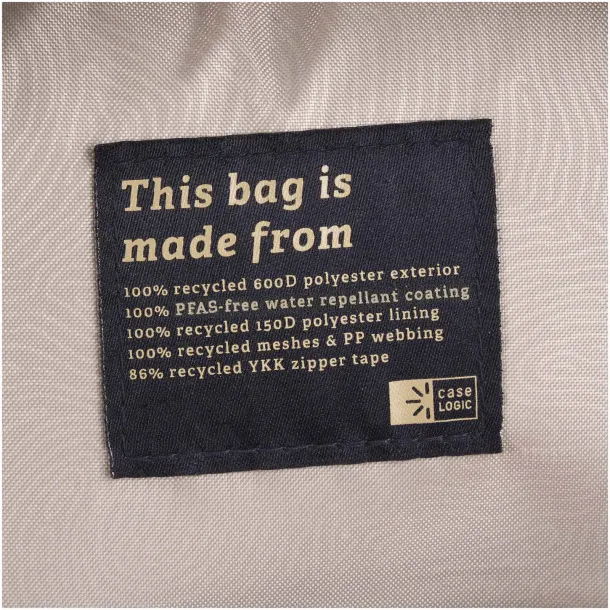 This bag is
made from
100% recycled 600D polyester exterior
100% PFAS-free water repellant coating
100% recycled 150D polyester lining
100% recycled meshes & PP webbing
86% recycled YKK zipper tape
case
LOGIC